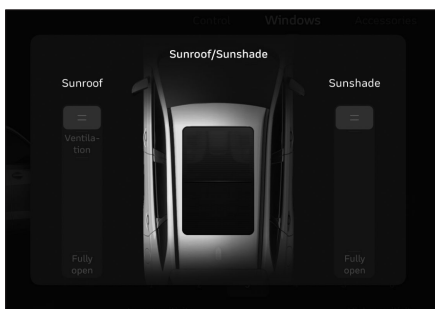 Control Windows Accessories
Sunroof/Sunshade
Sunroof
Sunshade
Ventila-
tion
Fully
open
Fully
open